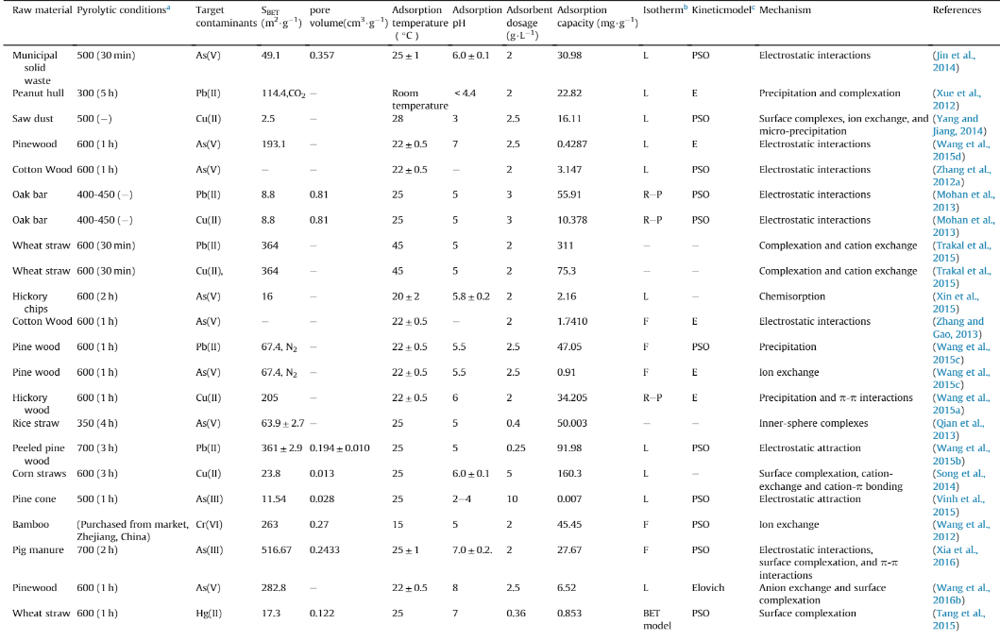 Raw material Pyrolytic conditionsᵃ Target contaminants S_BET (m²·g⁻¹) pore volume(cm³·g⁻¹) Adsorption temperature (°C) Adsorption pH Adsorbent dosage (g·L⁻¹) Adsorption capacity (mg·g⁻¹) Isothermᵇ Kineticmodelᶜ Mechanism References
Municipal solid waste 500 (30 min) As(V) 49.1 0.357 25 ± 1 6.0 ± 0.1 2 30.98 L PSO Electrostatic interactions (Jin et al., 2014)
Peanut hull 300 (5 h) Pb(II) 114.4,CO₂ – Room temperature <4.4 2 22.82 L E Precipitation and complexation (Xue et al., 2012)
Saw dust 500 (–) Cu(II) 2.5 – 28 3 2.5 16.11 L PSO Surface complexes, ion exchange, and micro-precipitation (Yang and Jiang, 2014)
Pinewood 600 (1 h) As(V) 193.1 – 22 ± 0.5 7 2.5 0.4287 L E Electrostatic interactions (Wang et al., 2015d)
Cotton Wood 600 (1 h) As(V) – – 22 ± 0.5 – 2 3.147 L PSO Electrostatic interactions (Zhang et al., 2012a)
Oak bar 400-450 (–) Pb(II) 8.8 0.81 25 5 3 55.91 R–P PSO Electrostatic interactions (Mohan et al., 2013)
Oak bar 400-450 (–) Cu(II) 8.8 0.81 25 5 3 10.378 R–P PSO Electrostatic interactions (Mohan et al., 2013)
Wheat straw 600 (30 min) Pb(II) 364 – 45 5 2 311 – – Complexation and cation exchange (Trakal et al., 2015)
Wheat straw 600 (30 min) Cu(II), 364 – 45 5 2 75.3 – – Complexation and cation exchange (Trakal et al., 2015)
Hickory chips 600 (2 h) As(V) 16 – 20 ± 2 5.8 ± 0.2 2 2.16 L – Chemisorption (Xin et al., 2015)
Cotton Wood 600 (1 h) As(V) – – 22 ± 0.5 – 2 1.7410 F E Electrostatic interactions (Zhang and Gao, 2013)
Pine wood 600 (1 h) Pb(II) 67.4, N₂ – 22 ± 0.5 5.5 2.5 47.05 F PSO Precipitation (Wang et al., 2015c)
Pine wood 600 (1 h) As(V) 67.4, N₂ – 22 ± 0.5 5.5 2.5 0.91 F E Ion exchange (Wang et al., 2015c)
Hickory wood 600 (1 h) Cu(II) 205 – 22 ± 0.5 6 2 34.205 R–P E Precipitation and π-π interactions (Wang et al., 2015a)
Rice straw 350 (4 h) As(V) 63.9 ± 2.7 – 25 5 0.4 50.003 – – Inner-sphere complexes (Qian et al., 2013)
Peeled pine wood 700 (3 h) Pb(II) 361 ± 2.9 0.194 ± 0.010 25 5 0.25 91.98 L PSO Electrostatic attraction (Wang et al., 2015b)
Corn straws 600 (3 h) Cu(II) 23.8 0.013 25 6.0 ± 0.1 5 160.3 L – Surface complexation, cation-exchange and cation-π bonding (Song et al., 2014)
Pine cone 500 (1 h) As(III) 11.54 0.028 25 2–4 10 0.007 L PSO Electrostatic attraction (Vinh et al., 2015)
Bamboo (Purchased from market, Zhejiang, China) Cr(VI) 263 0.27 15 5 2 45.45 F PSO Ion exchange (Wang et al., 2012)
Pig manure 700 (2 h) As(III) 516.67 0.2433 25 ± 1 7.0 ± 0.2. 2 27.67 F PSO Electrostatic interactions, surface complexation, and π-π interactions (Xia et al., 2016)
Pinewood 600 (1 h) As(V) 282.8 – 22 ± 0.5 8 2.5 6.52 L Elovich Anion exchange and surface complexation (Wang et al., 2016b)
Wheat straw 600 (1 h) Hg(II) 17.3 0.122 25 7 0.36 0.853 BET model PSO Surface complexation (Tang et al., 2015)